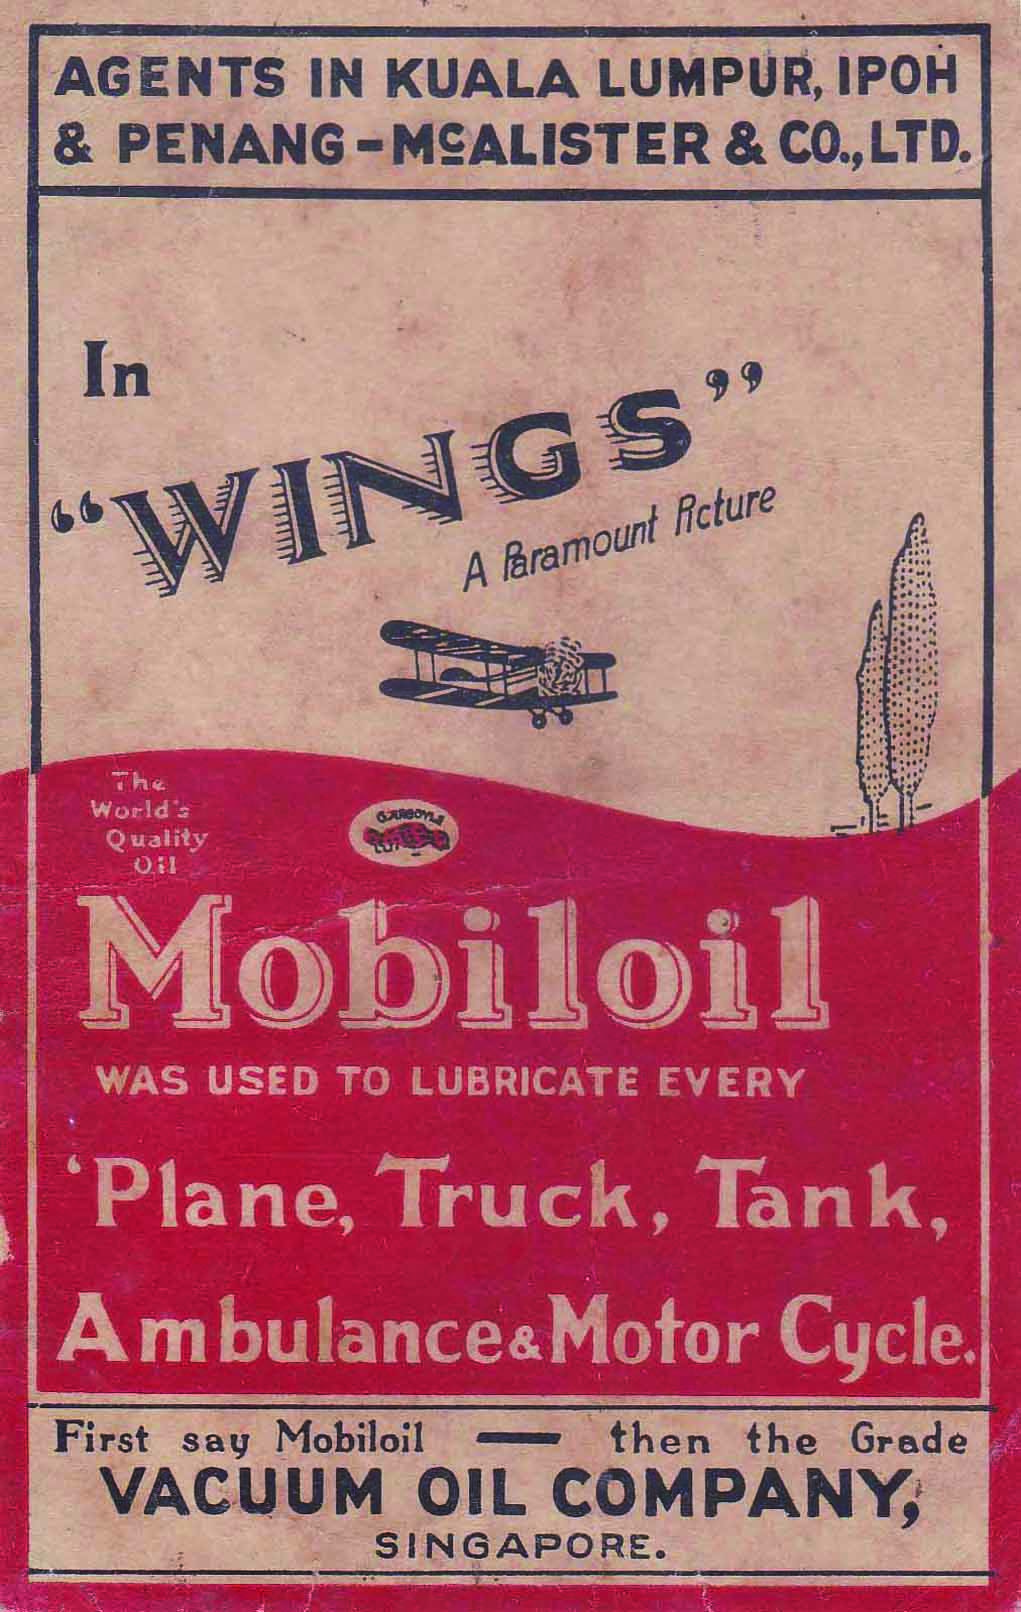 AGENTS IN KUALA LUMPUR, IPOH
& PENANG - McALISTER & CO., LTD.
In
“WINGS”
A Paramount Picture
The
World's
Quality
Oil
GARGOYLE
Mobiloil
WAS USED TO LUBRICATE EVERY
‘Plane, Truck, Tank,
Ambulance & Motor Cycle.
First say Mobiloil — then the Grade
VACUUM OIL COMPANY,
SINGAPORE.